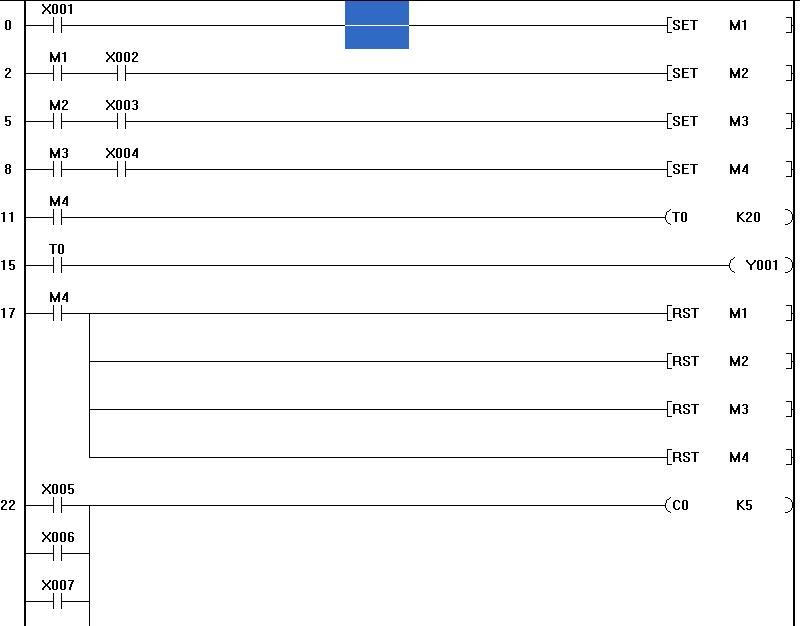 X001
0 [SET M1 ]
M1 X002
2 [SET M2 ]
M2 X003
5 [SET M3 ]
M3 X004
8 [SET M4 ]
M4
11 (T0 K20 )
T0
15 ( Y001 )
M4
17 [RST M1 ]
[RST M2 ]
[RST M3 ]
[RST M4 ]
X005
22 (C0 K5 )
X006
X007